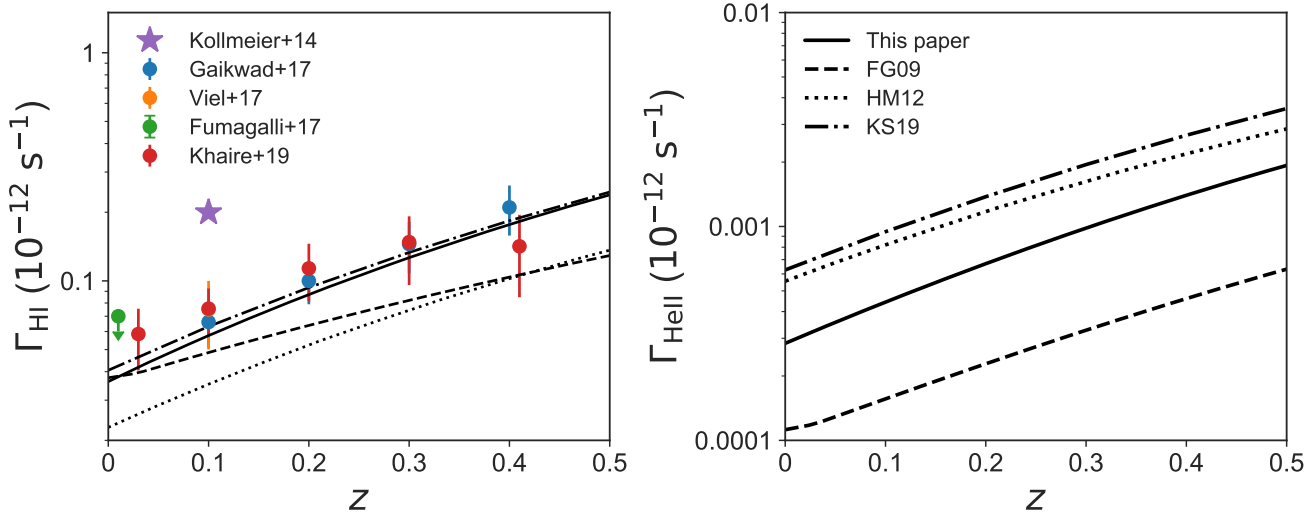 Γ_HI (10⁻¹² s⁻¹)
1
0.1
Kollmeier+14
Gaikwad+17
Viel+17
Fumagalli+17
Khaire+19
0 0.1 0.2 0.3 0.4 0.5
z
Γ_HeII (10⁻¹² s⁻¹)
0.01
0.001
0.0001
This paper
FG09
HM12
KS19
0 0.1 0.2 0.3 0.4 0.5
z